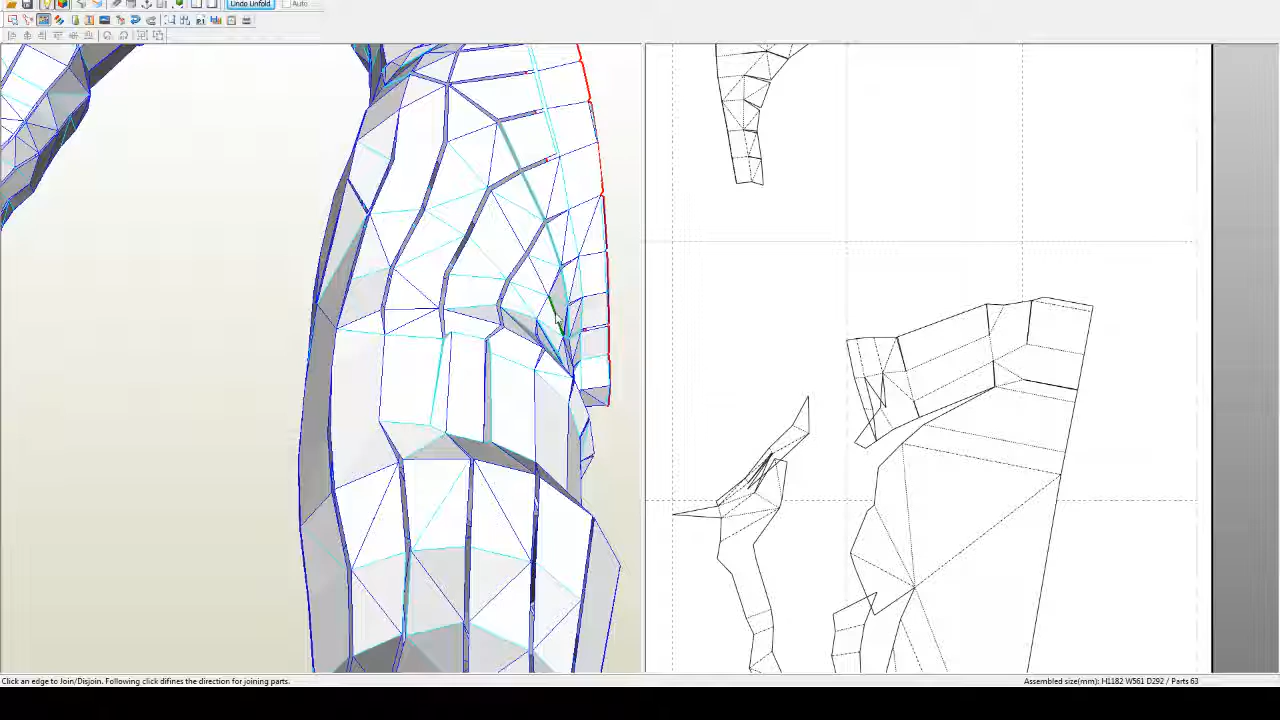 Undo Unfold Auto
Click an edge to Join/Disjoin. Following click difines the direction for joining parts. Assembled size(mm): H1182 W561 D292 / Parts 63